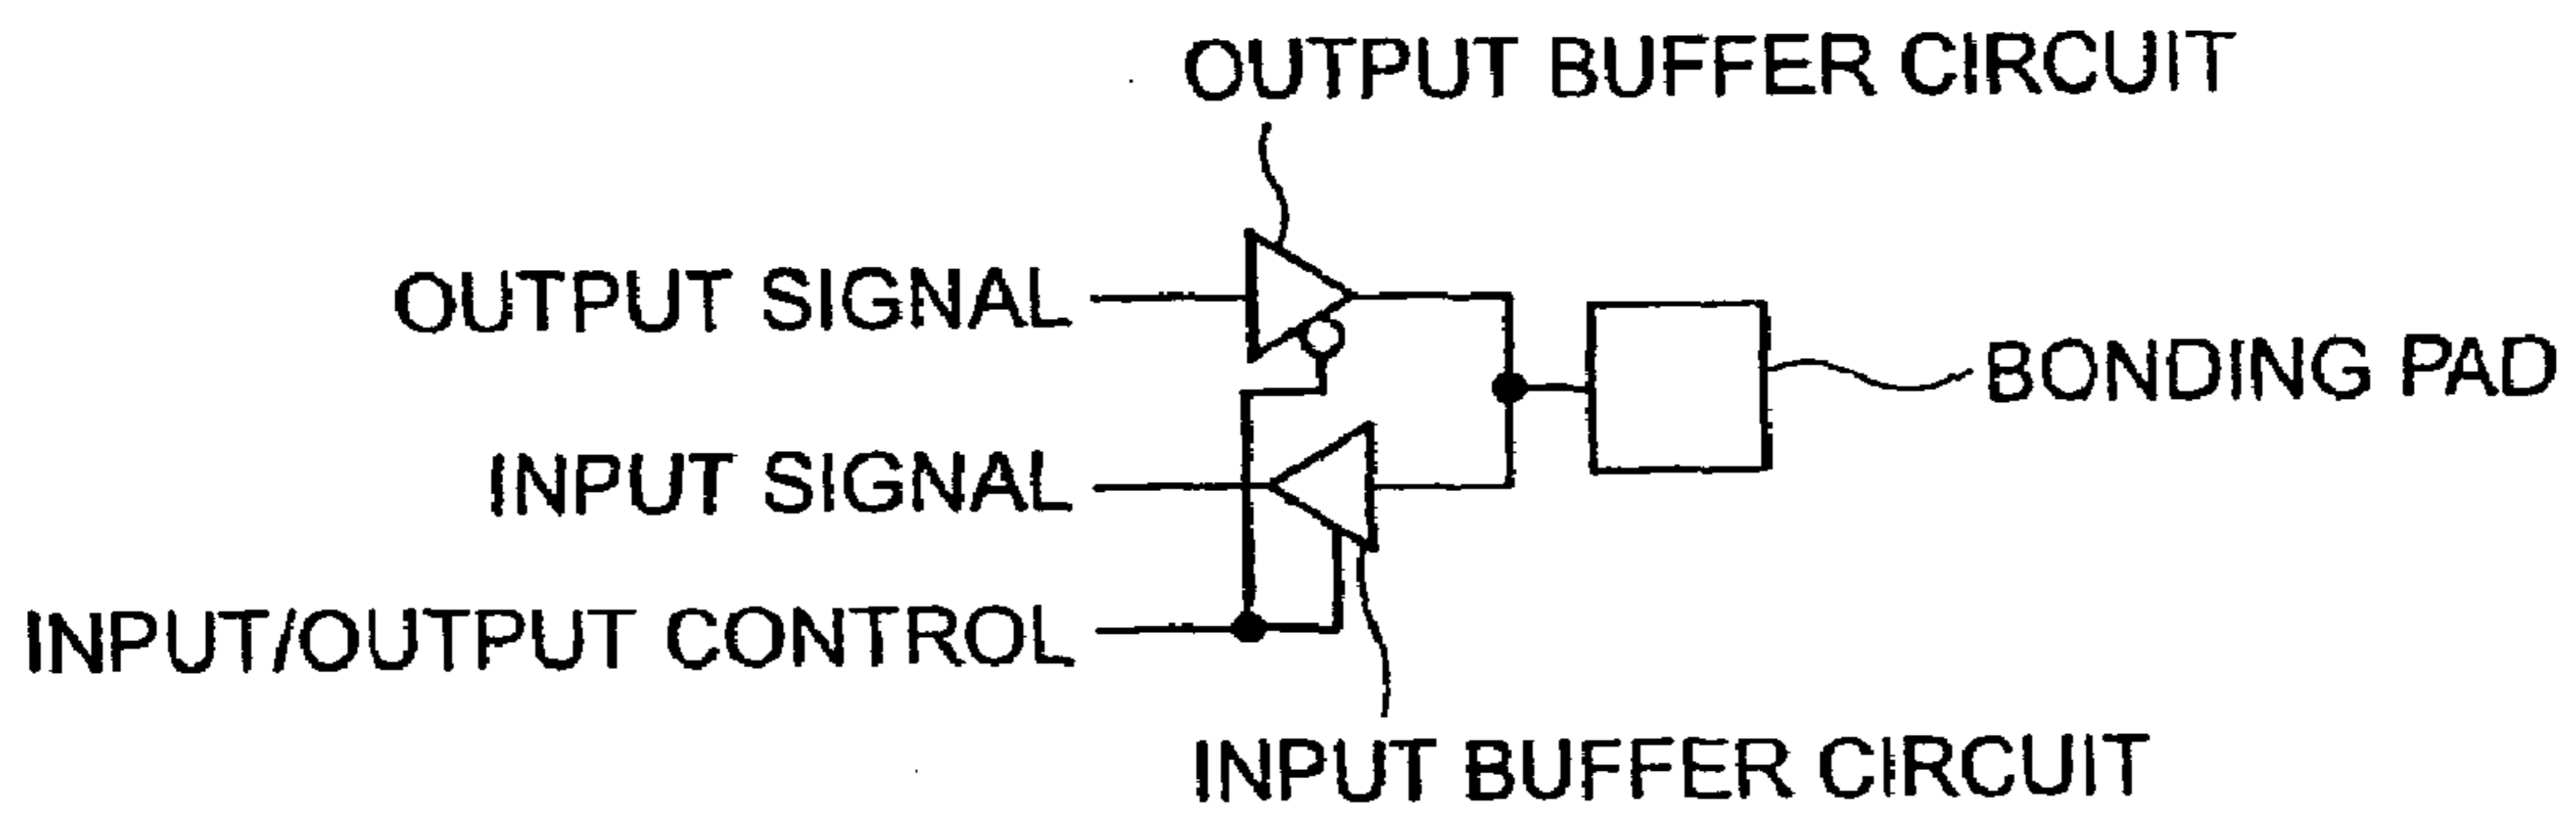 OUTPUT BUFFER CIRCUIT
OUTPUT SIGNAL
BONDING PAD
INPUT SIGNAL
INPUT/OUTPUT CONTROL
INPUT BUFFER CIRCUIT